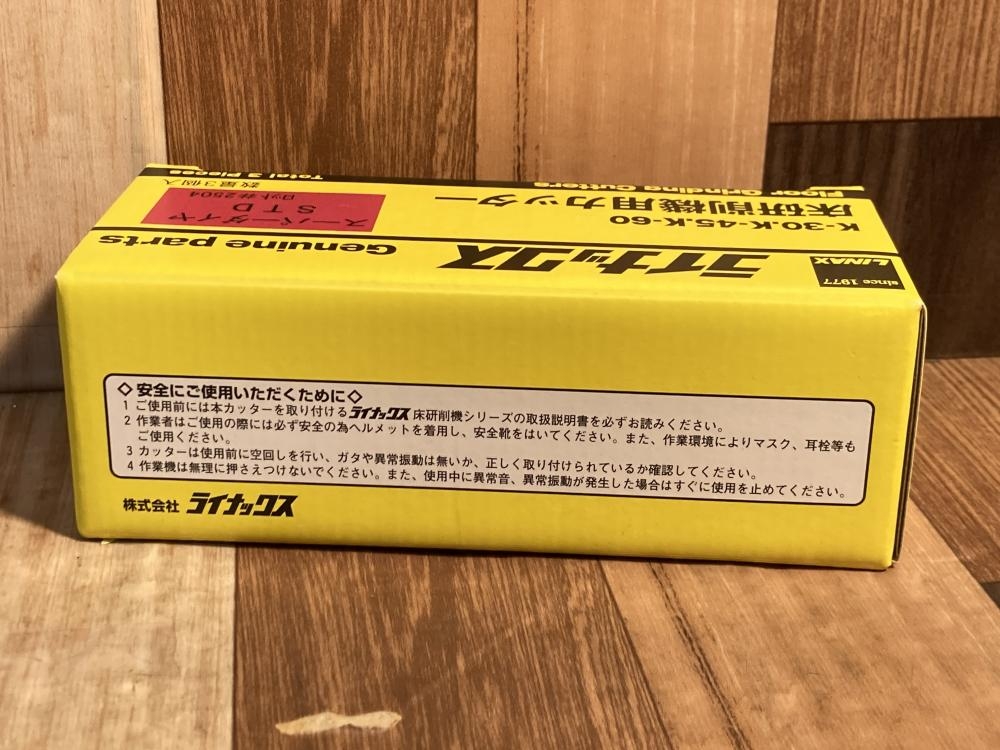 Total 3 Pieces
数量3個入
ロット#2504
スーパーダイヤ
STD
Genuine parts
Floor Grinding Cutters
床研削機用カッター
K-30.K-45.K-60
ライナックス
LINAX
since 1977
◇安全にご使用いただくために◇
1 ご使用前には本カッターを取り付けるライナックス床研削機シリーズの取扱説明書を必ずお読みください。
2 作業者はご使用の際には必ず安全の為ヘルメットを着用し、安全靴をはいてください。また、作業環境によりマスク、耳栓等も
ご使用ください。
3 カッターは使用前に空回しを行い、ガタや異常振動は無いか、正しく取り付けられているか確認してください。
4 作業機は無理に押さえつけないでください。また、使用中に異常音、異常振動が発生した場合はすぐに使用を止めてください。
株式会社 ライナックス